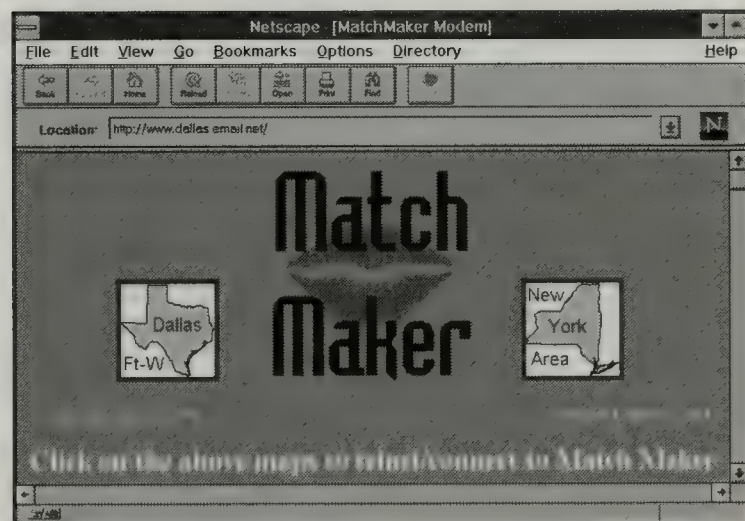 Netscape - [MatchMaker Modem]
File Edit View Go Bookmarks Options Directory Help
Back Home Reload Open Print Find
Location: http://www.dallas.email.net/ N
Match
Maker
Dallas
Ft-W
New
York
Area
Click on the above maps to connect to Match Maker